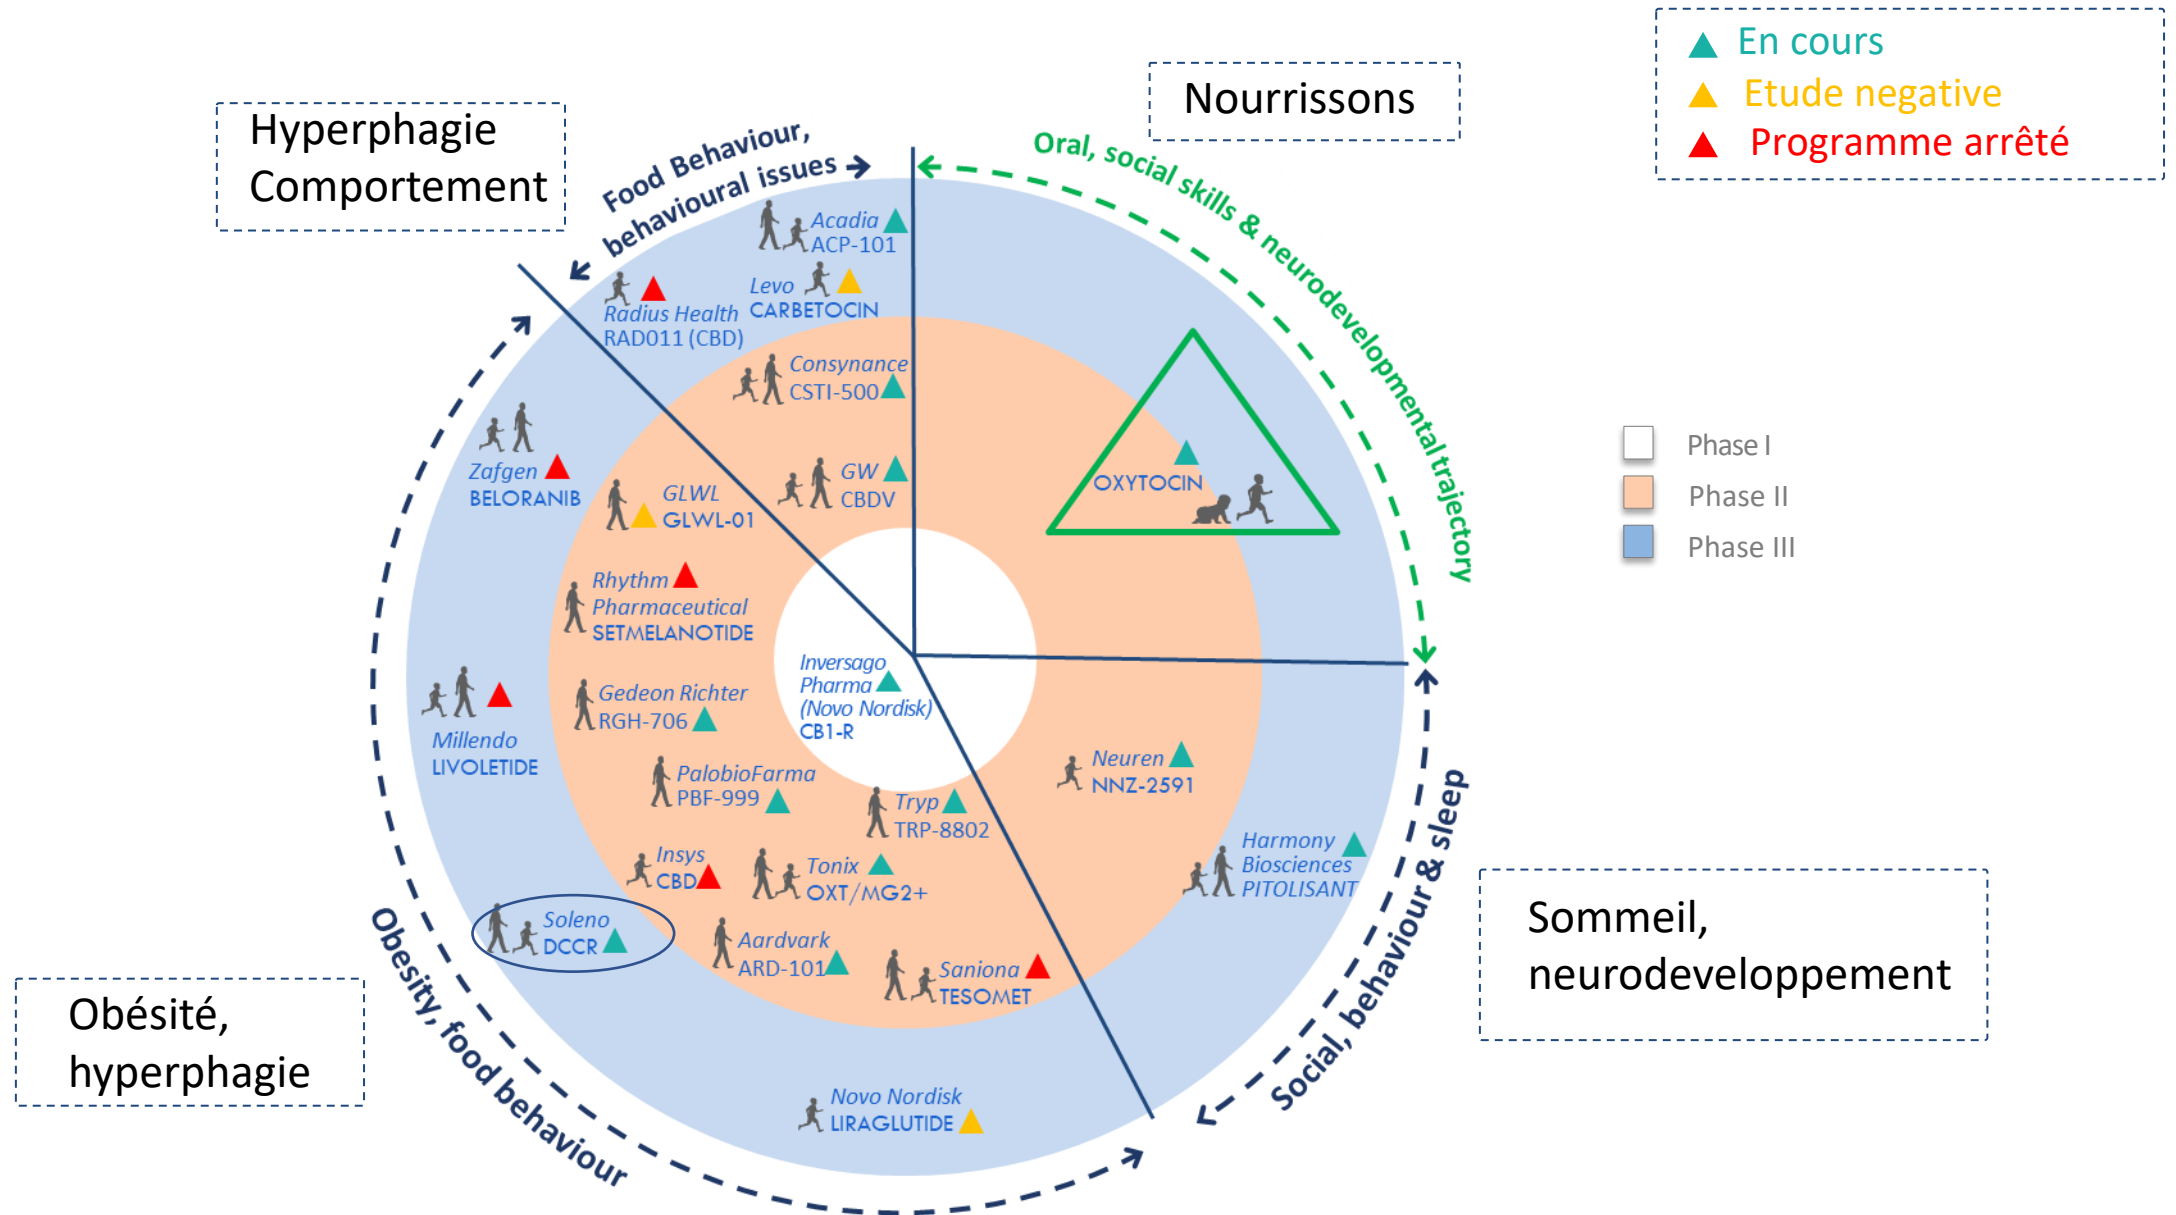 En cours
Etude negative
Programme arrêté
Nourrissons
Hyperphagie
Comportement
Food Behaviour,
behavioural issues
Oral, social skills & neurodevelopmental trajectory
Acadia
ACP-101
Levo
CARBETOCIN
Radius Health
RAD011 (CBD)
Consynance
CSTI-500
GW
CBDV
Zafgen
BELORANIB
GLWL
GLWL-01
OXYTOCIN
Phase I
Phase II
Phase III
Rhythm
Pharmaceutical
SETMELANOTIDE
Inversago
Pharma
(Novo Nordisk)
CB1-R
Gedeon Richter
RGH-706
Millendo
LIVOLETIDE
PalobioFarma
PBF-999
Tryp
TRP-8802
Neuren
NNZ-2591
Harmony
Biosciences
PITOLISANT
Insys
CBD
Tonix
OXT/MG2+
Soleno
DCCR
Aardvark
ARD-101
Saniona
TESOMET
Novo Nordisk
LIRAGLUTIDE
Social, behaviour & sleep
Sommeil,
neurodeveloppement
Obesity, food behaviour
Obésité,
hyperphagie